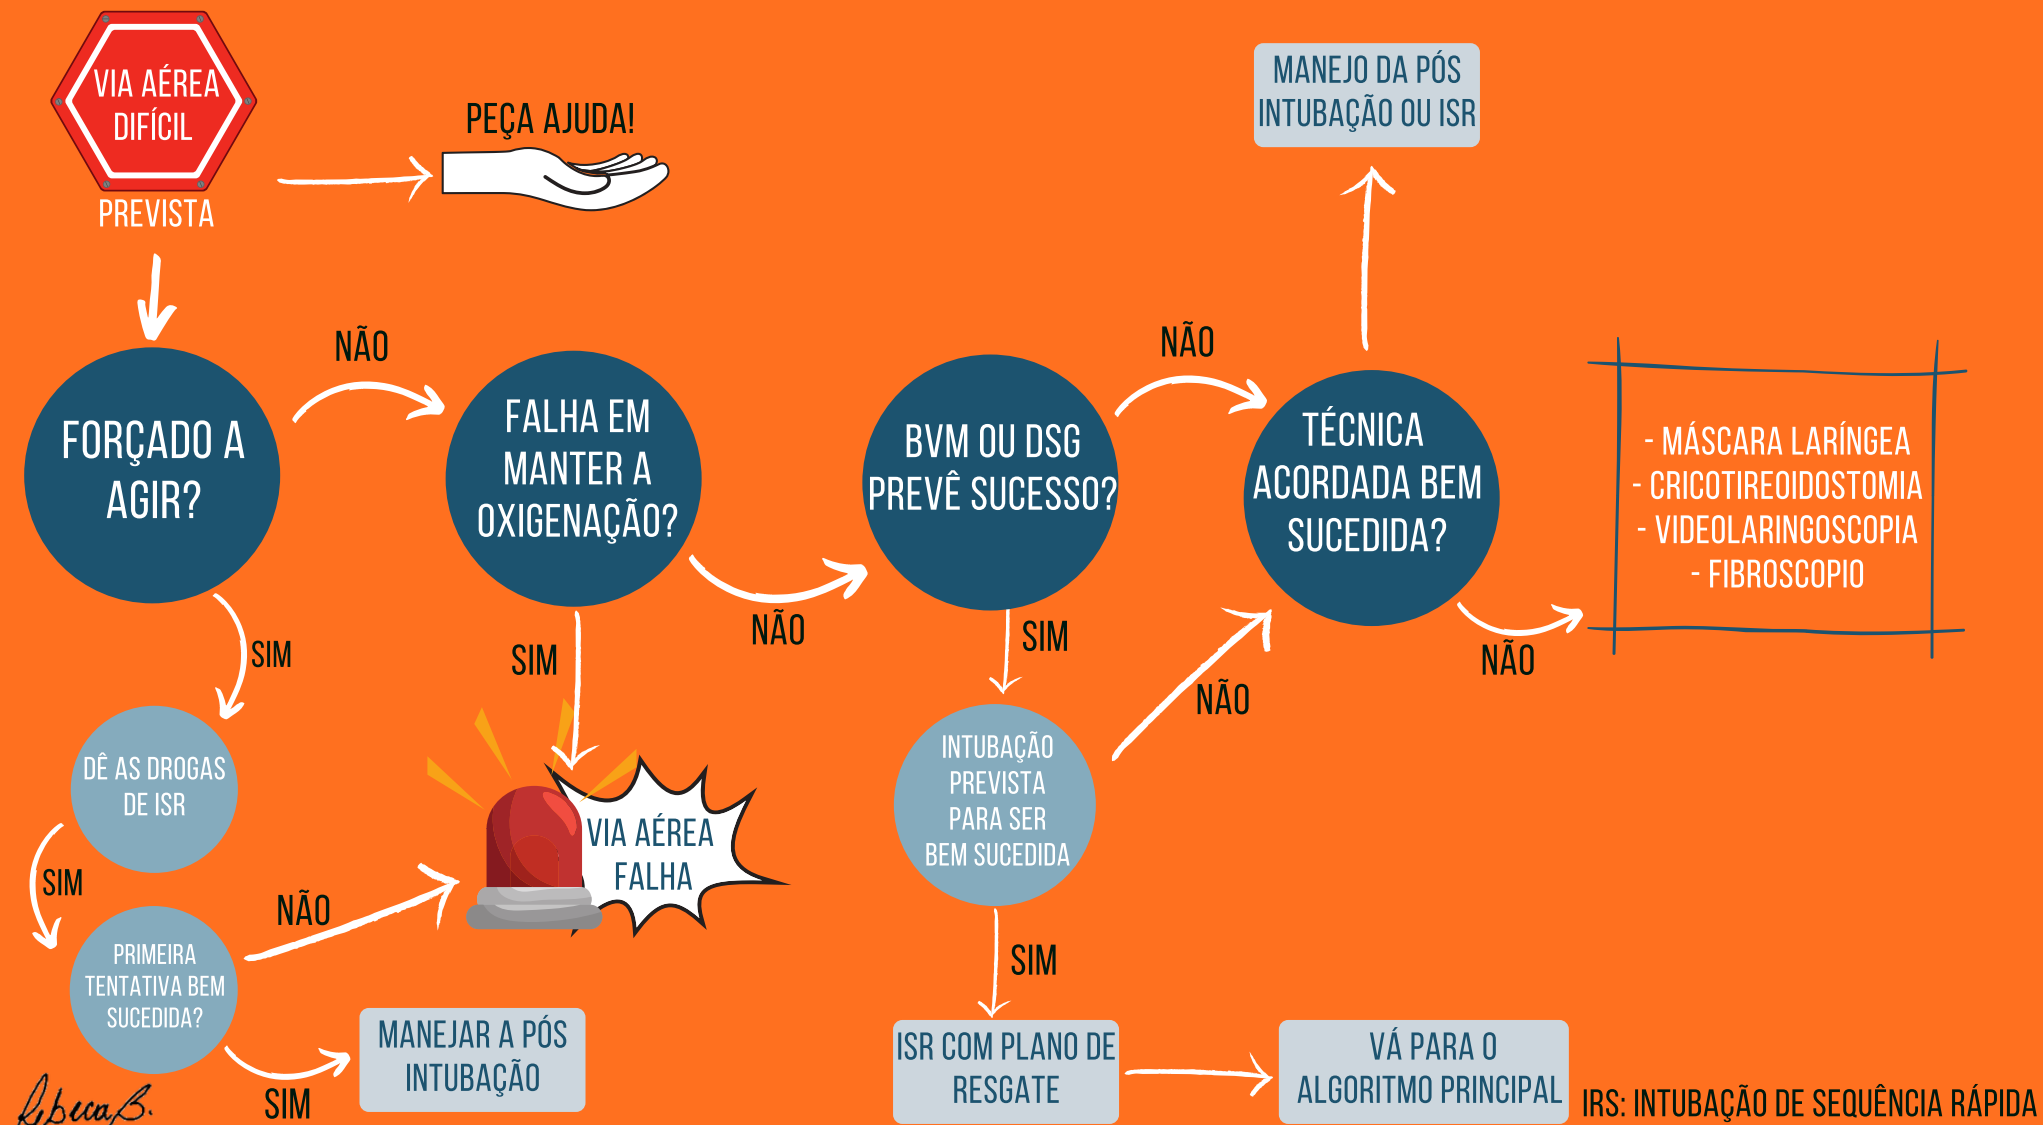 VIA AÉREA
DIFÍCIL
PREVISTA
PEÇA AJUDA!
MANEJO DA PÓS
INTUBAÇÃO OU ISR
FORÇADO A
AGIR?
NÃO
FALHA EM
MANTER A
OXIGENAÇÃO?
NÃO
BVM OU DSG
PREVÊ SUCESSO?
NÃO
TÉCNICA
ACORDADA BEM
SUCEDIDA?
NÃO
- MÁSCARA LARÍNGEA
- CRICOTIREOIDOSTOMIA
- VIDEOLARINGOSCOPIA
- FIBROSCOPIO
SIM
DÊ AS DROGAS
DE ISR
SIM
PRIMEIRA
TENTATIVA BEM
SUCEDIDA?
NÃO
SIM
MANEJAR A PÓS
INTUBAÇÃO
SIM
VIA AÉREA
FALHA
SIM
INTUBAÇÃO
PREVISTA
PARA SER
BEM SUCEDIDA
NÃO
SIM
ISR COM PLANO DE
RESGATE
VÁ PARA O
ALGORITMO PRINCIPAL
IRS: INTUBAÇÃO DE SEQUÊNCIA RÁPIDA
Rebeca B.